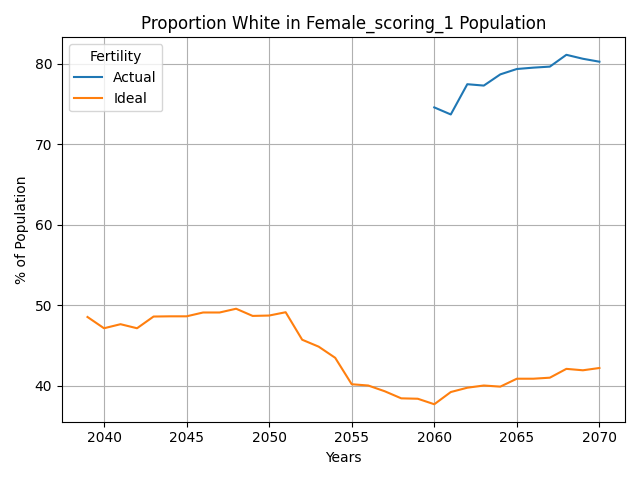 Proportion White in Female_scoring_1 Population
Fertility
Actual
Ideal
% of Population
80
70
60
50
40
2040 2045 2050 2055 2060 2065 2070
Years